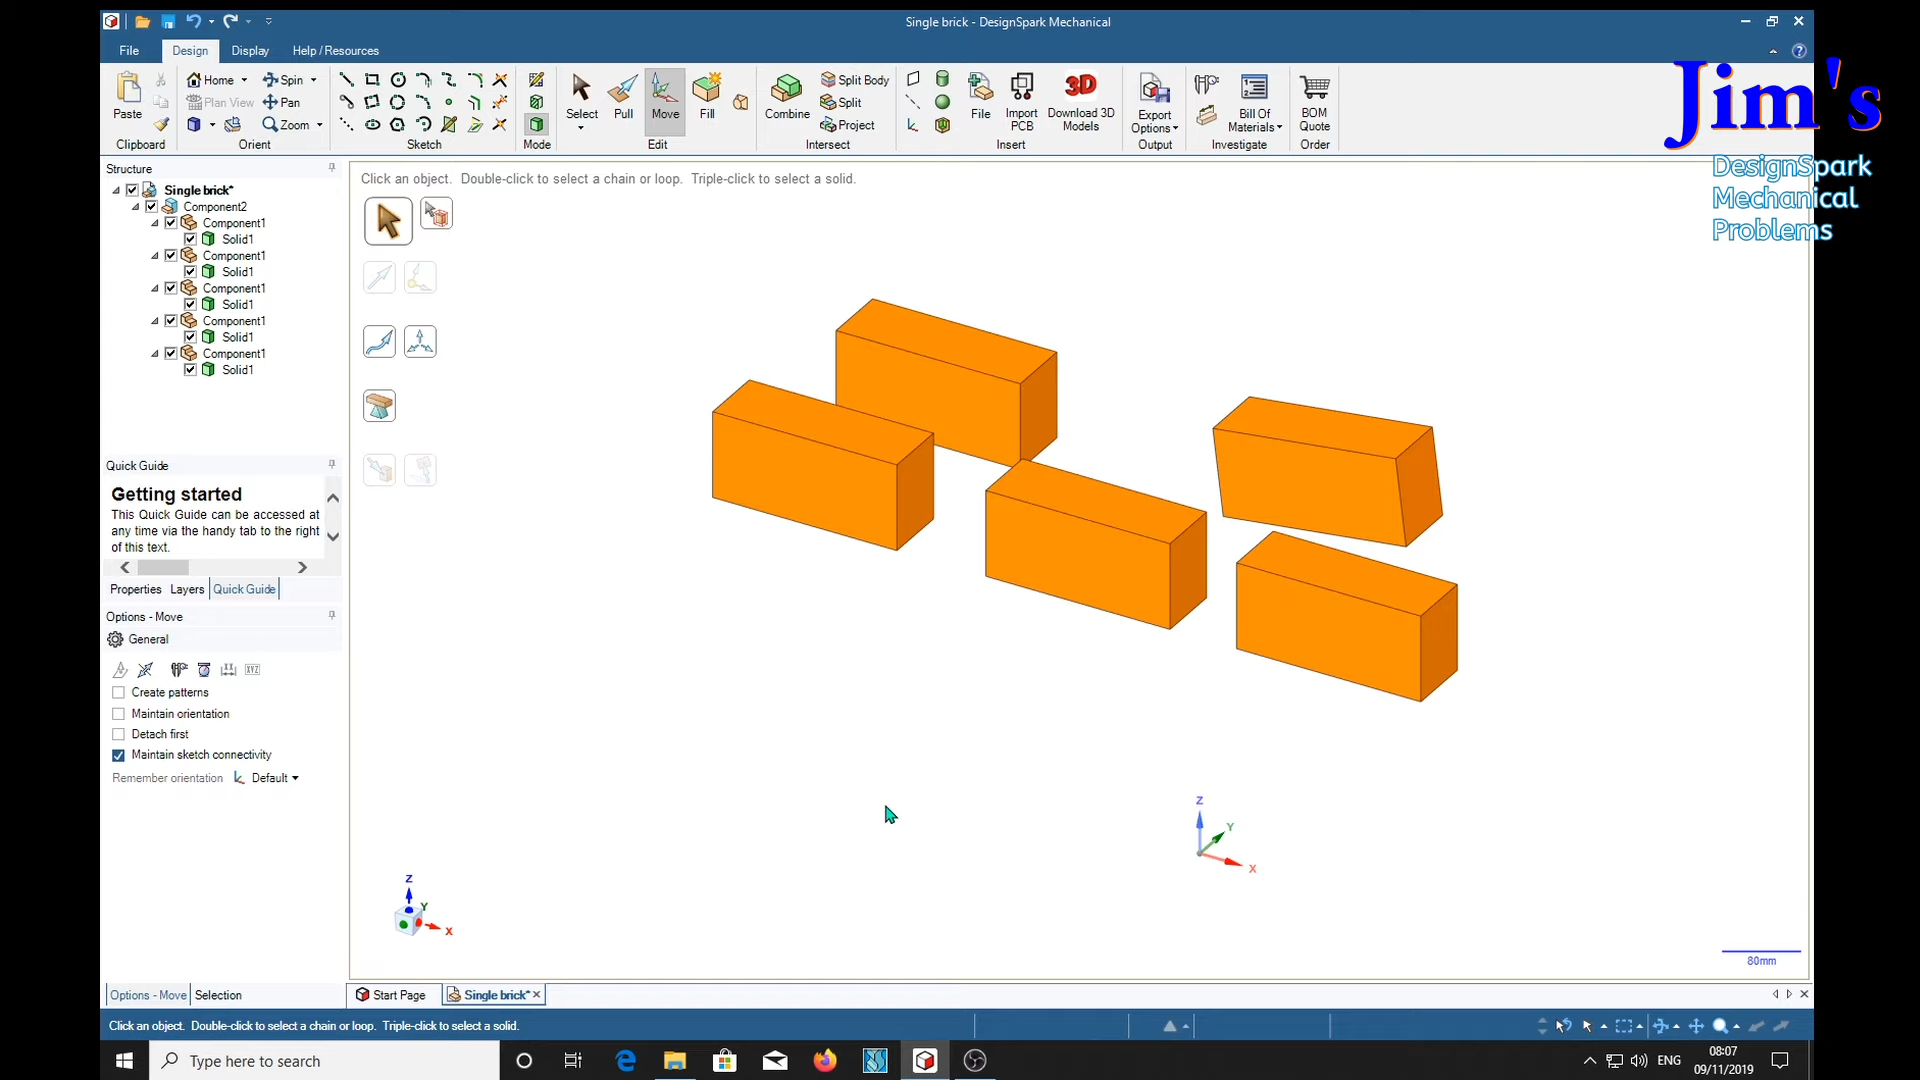 Single brick - DesignSpark Mechanical
File Design Display Help / Resources
Paste
Clipboard
Home
Plan View
Spin
Pan
Zoom
Orient
Sketch
Mode
Select
Pull
Move
Fill
Edit
Combine
Split Body
Split
Project
Intersect
File
Import
PCB
Download 3D
Models
3D
Insert
Export
Options
Output
Bill Of
Materials
Investigate
BOM
Quote
Order
Jim's
DesignSpark
Mechanical
Problems
Structure
Single brick*
Component2
Component1
Solid1
Component1
Solid1
Component1
Solid1
Component1
Solid1
Component1
Solid1
Click an object. Double-click to select a chain or loop. Triple-click to select a solid.
Quick Guide
Getting started
This Quick Guide can be accessed at
any time via the handy tab to the right
of this text.
Properties Layers Quick Guide
Options - Move
General
XYZ
Create patterns
Maintain orientation
Detach first
Maintain sketch connectivity
Remember orientation Default
Z
Y
X
Z
Y
X
80mm
Options - Move Selection
Start Page Single brick*
Click an object. Double-click to select a chain or loop. Triple-click to select a solid.
Type here to search
ENG
08:07
09/11/2019